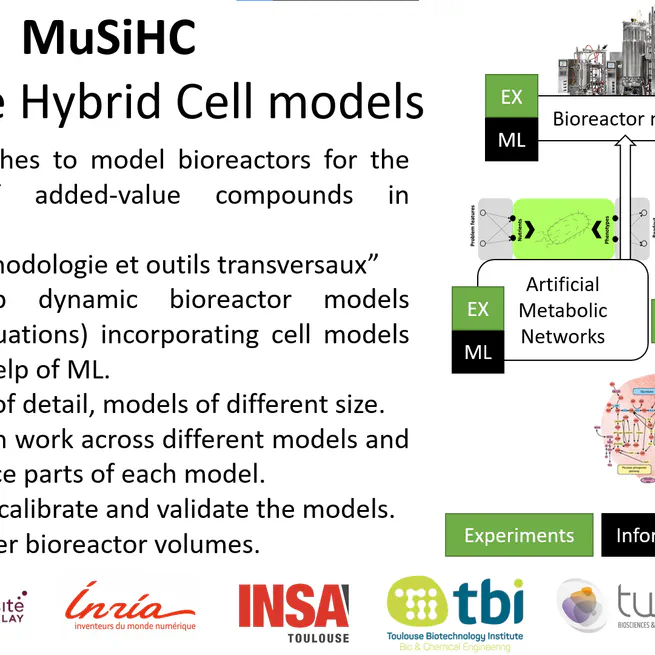 MuSiHC
e Hybrid Cell models
hes to model bioreactors for the
added-value compounds in
hodologie et outils transversaux”
p dynamic bioreactor models
uations) incorporating cell models
elp of ML.
of detail, models of different size.
n work across different models and
ce parts of each model.
calibrate and validate the models.
er bioreactor volumes.
EX
ML
Bioreactor
Problem features
Nutrients
Phenotypes
EX
ML
Artificial
Metabolic
Networks
Experiments
Infor
sité
LAY
Inria
inventeurs du monde numérique
INSA
TOULOUSE
tbi
Toulouse Biotechnology Institute
Bio & Chemical Engineering
BIOSCIENCES &